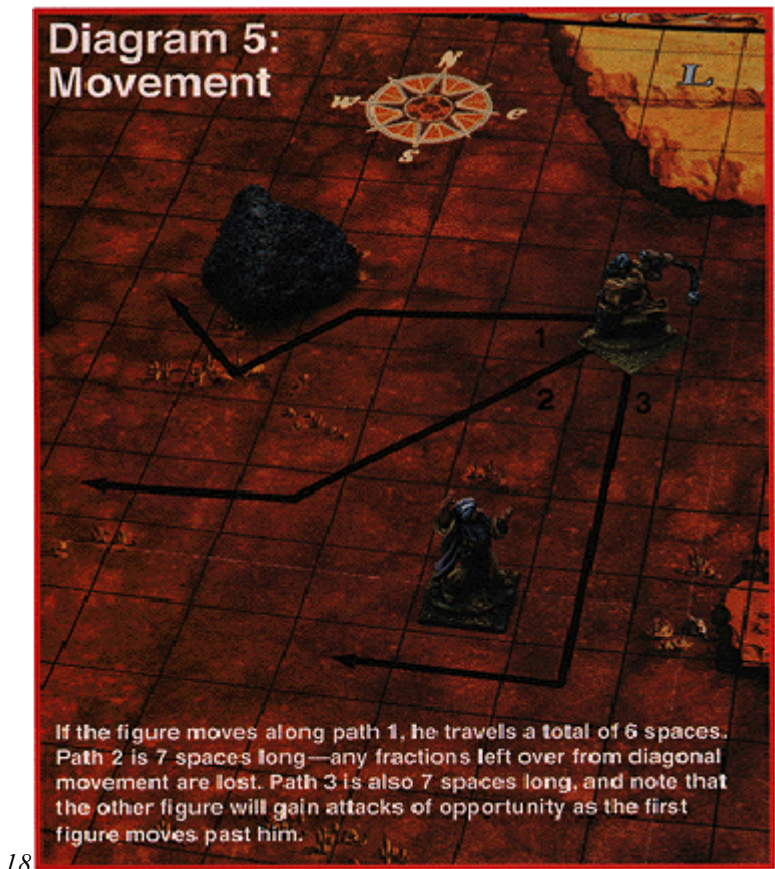 Diagram 5:
Movement
N
L
W
e
S
1
2
3
If the figure moves along path 1, he travels a total of 6 spaces.
Path 2 is 7 spaces long—any fractions left over from diagonal
movement are lost. Path 3 is also 7 spaces long, and note that
the other figure will gain attacks of opportunity as the first
figure moves past him.
18